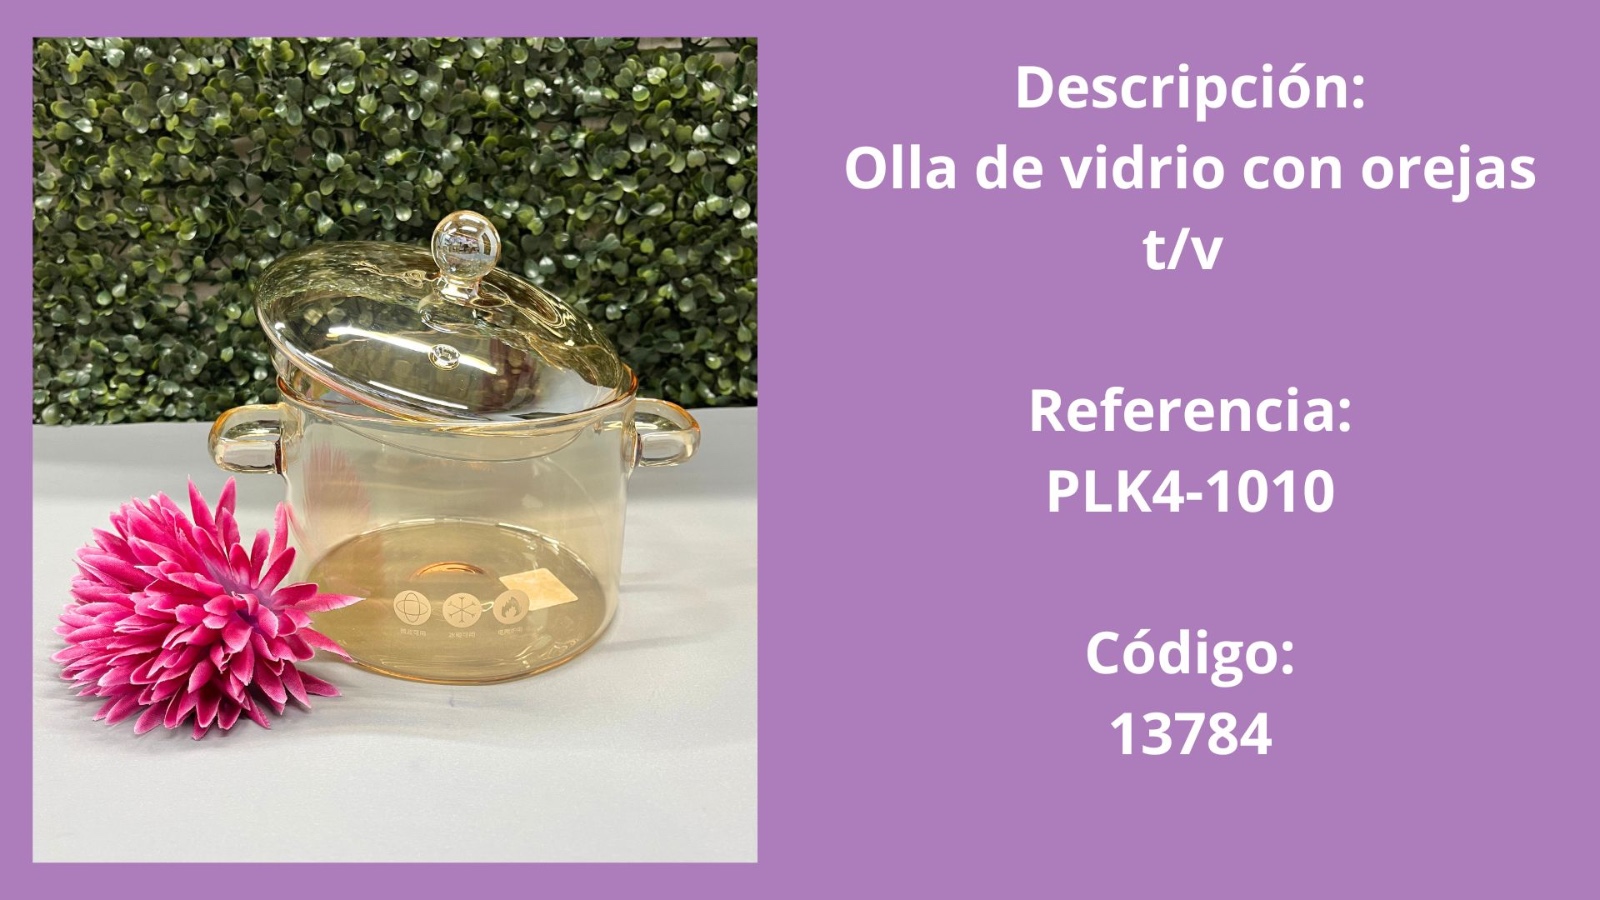 Descripción:
Olla de vidrio con orejas
t/v
Referencia:
PLK4-1010
Código:
13784